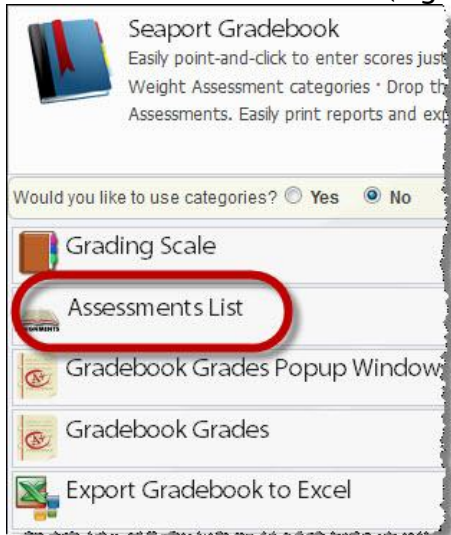 Seaport Gradebook
Easily point-and-click to enter scores just
Weight Assessment categories · Drop th
Assessments. Easily print reports and exp
Would you like to use categories? Yes No
Grading Scale
Assessments List
Gradebook Grades Popup Window
Gradebook Grades
Export Gradebook to Excel